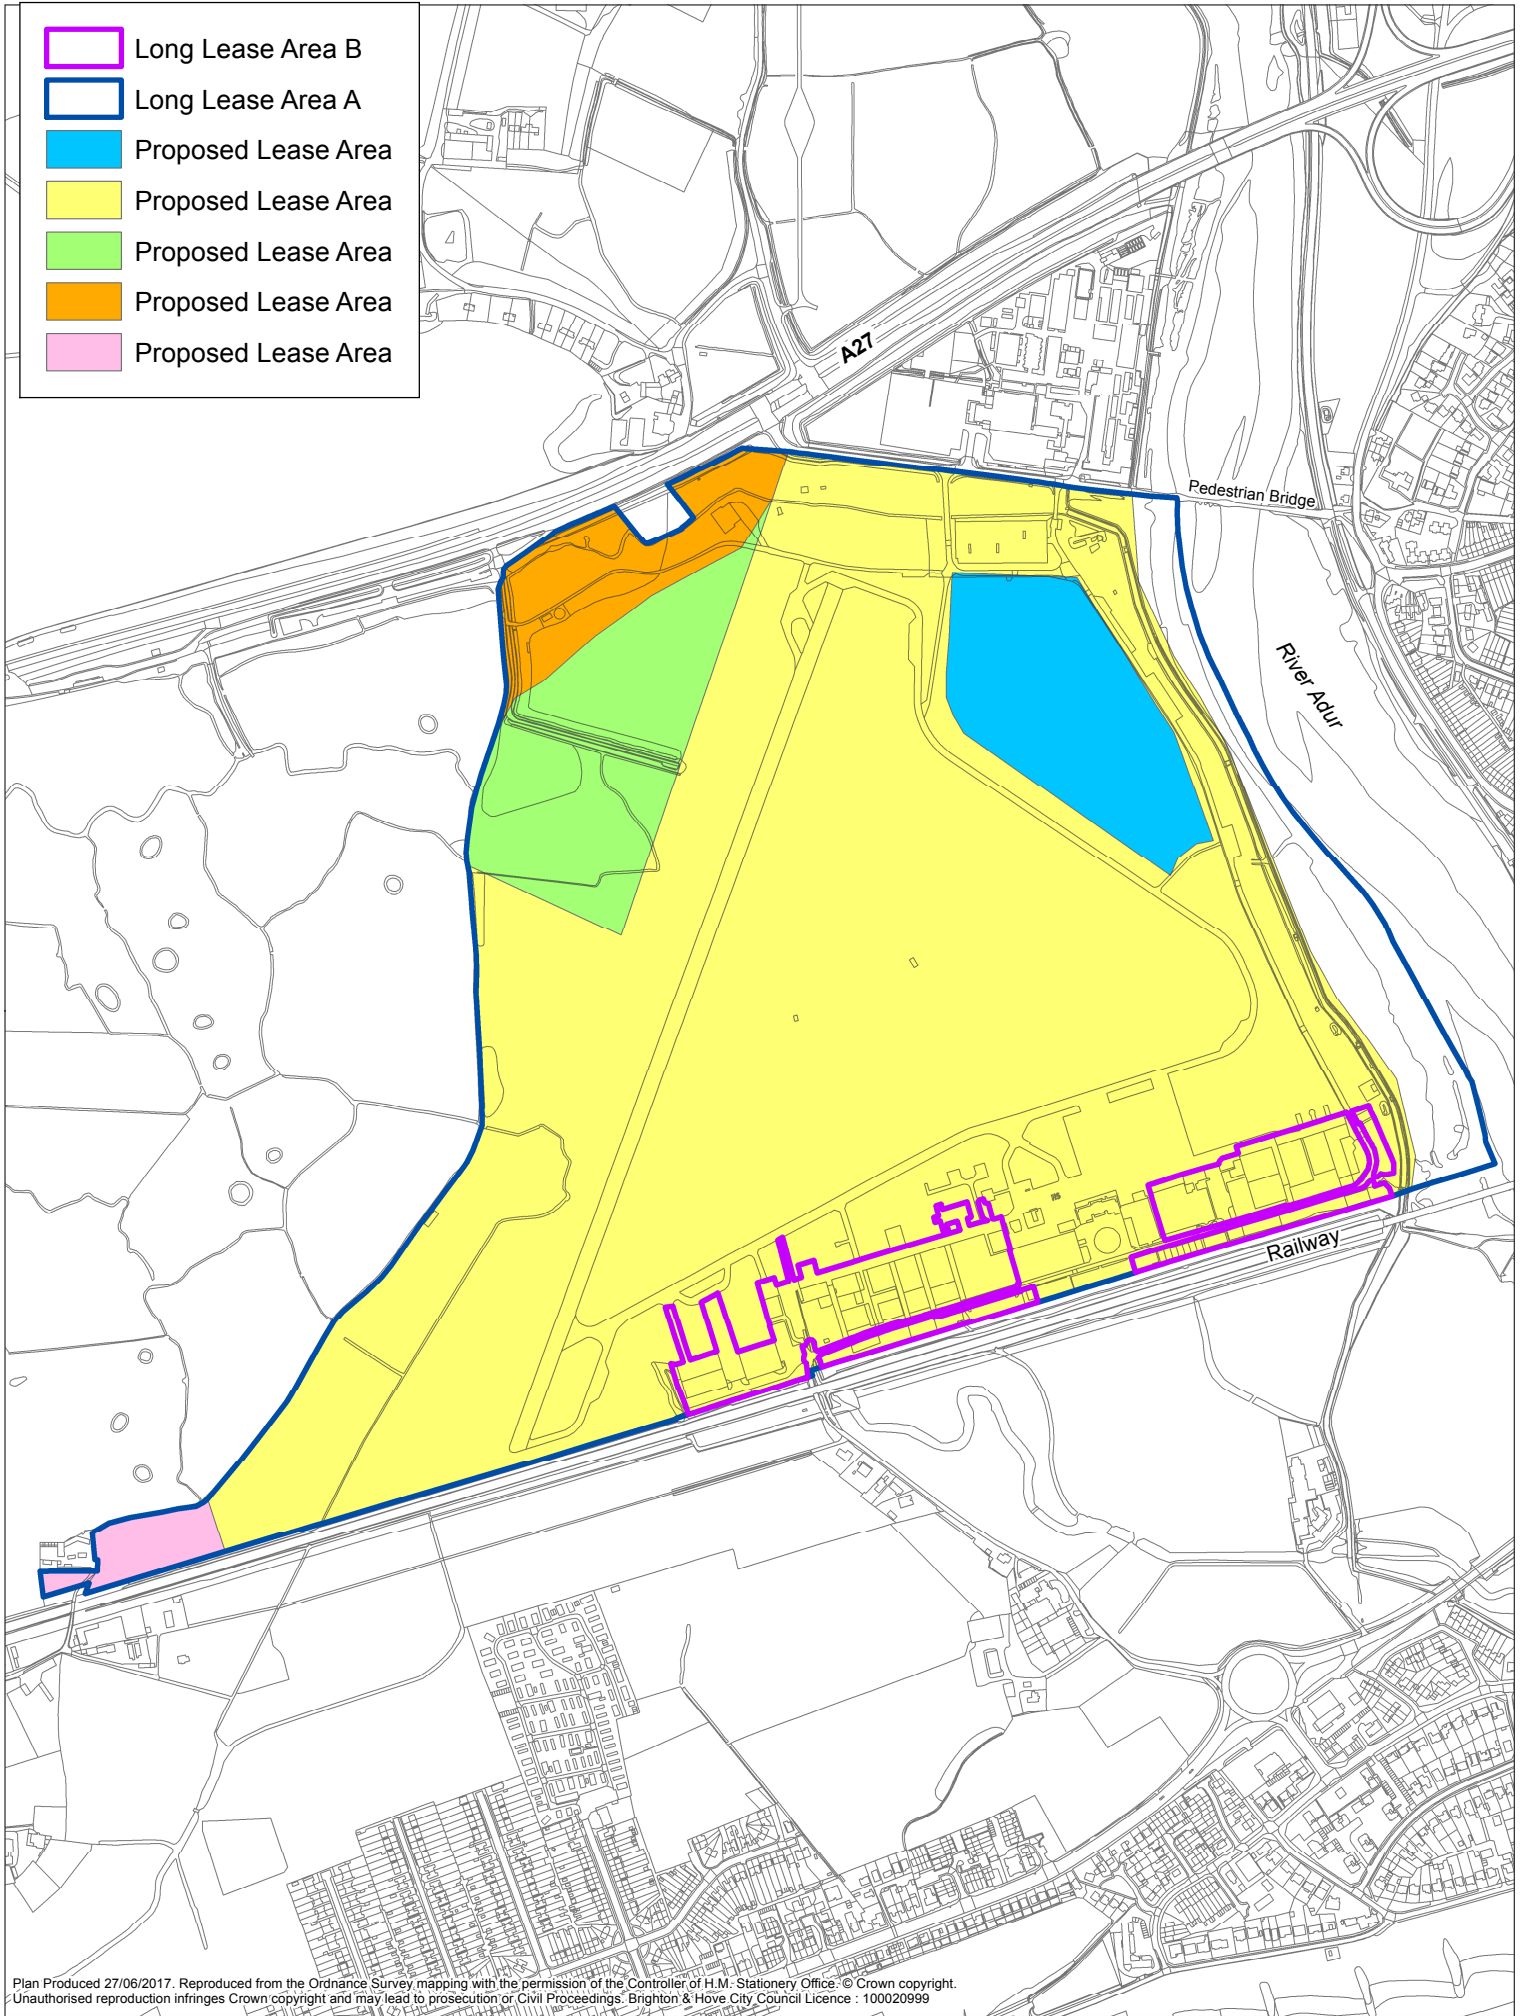 Long Lease Area B
Long Lease Area A
Proposed Lease Area
Proposed Lease Area
Proposed Lease Area
Proposed Lease Area
Proposed Lease Area
A27
Pedestrian Bridge
River Adur
Railway
Plan Produced 27/06/2017. Reproduced from the Ordnance Survey mapping with the permission of the Controller of H.M. Stationery Office. © Crown copyright.
Unauthorised reproduction infringes Crown copyright and may lead to prosecution or Civil Proceedings. Brighton & Hove City Council Licence : 100020999